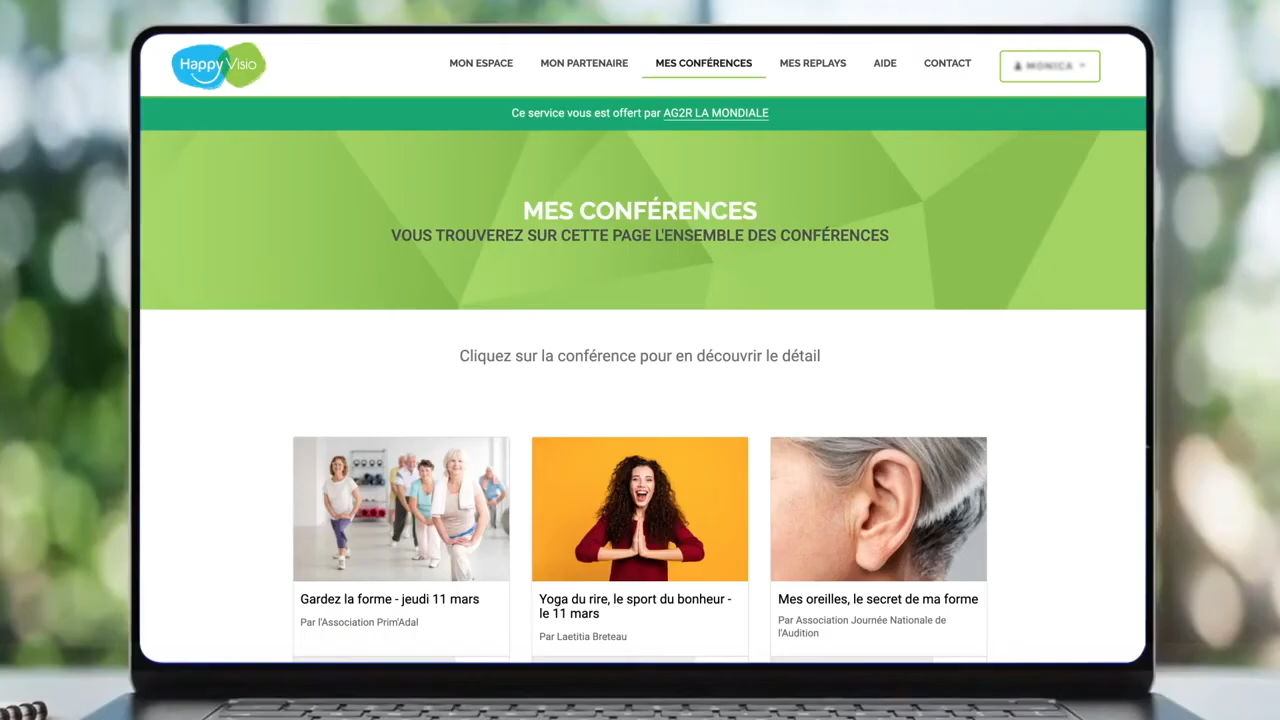 Happy Visio
MON ESPACE
MON PARTENAIRE
MES CONFÉRENCES
MES REPLAYS
AIDE
CONTACT
MONICA
Ce service vous est offert par AG2R LA MONDIALE
MES CONFÉRENCES
VOUS TROUVEREZ SUR CETTE PAGE L'ENSEMBLE DES CONFÉRENCES
Cliquez sur la conférence pour en découvrir le détail
Gardez la forme - jeudi 11 mars
Par l'Association Prim'Adal
Yoga du rire, le sport du bonheur -
le 11 mars
Par Laetitia Breteau
Mes oreilles, le secret de ma forme
Par Association Journée Nationale de
l'Audition